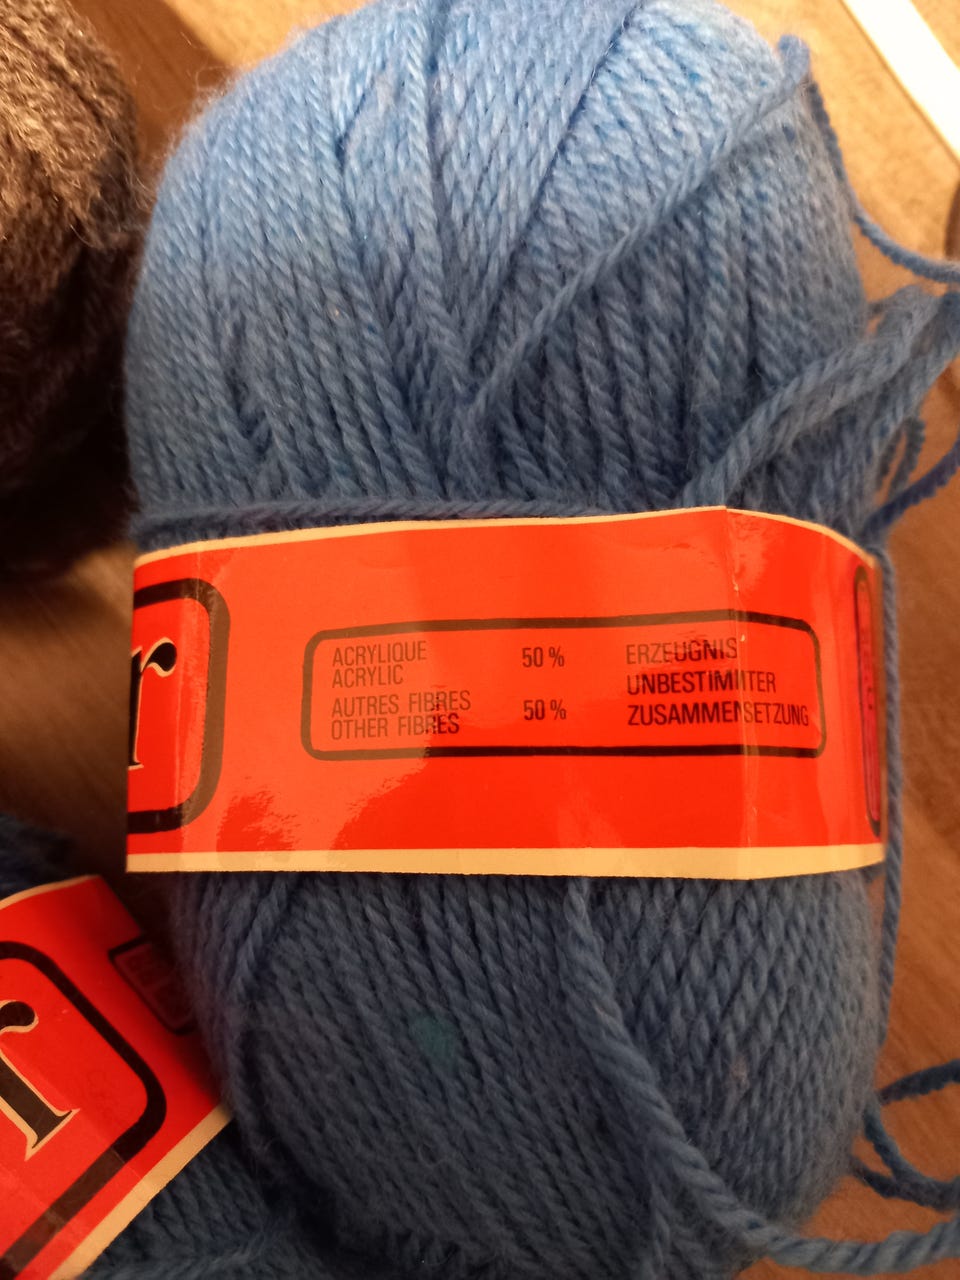 r
ACRYLIQUE 50 % ERZEUGNIS
ACRYLIC UNBESTIMMTER
AUTRES FIBRES 50 % ZUSAMMENSETZUNG
OTHER FIBRES
r